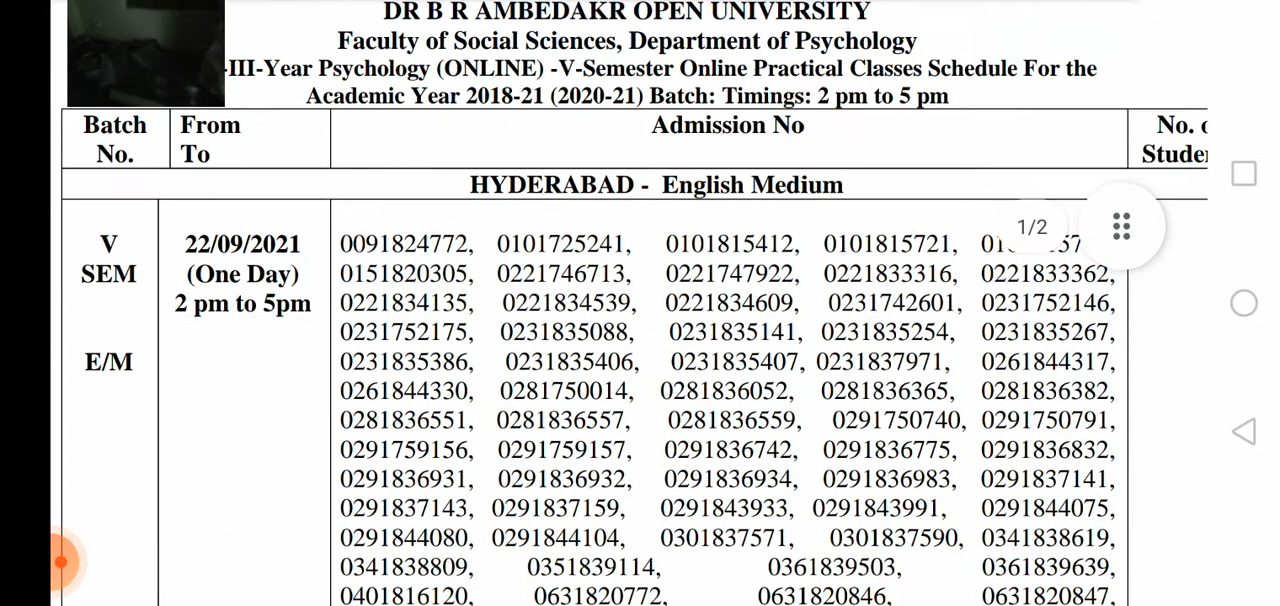 DR B R AMBEDAKR OPEN UNIVERSITY
Faculty of Social Sciences, Department of Psychology
-III-Year Psychology (ONLINE) -V-Semester Online Practical Classes Schedule For the
Academic Year 2018-21 (2020-21) Batch: Timings: 2 pm to 5 pm
Batch No. From To Admission No No.
HYDERABAD - English Medium
1/2
V SEM
E/M
22/09/2021
(One Day)
2 pm to 5pm
0091824772, 0101725241, 0101815412, 0101815721,
0151820305, 0221746713, 0221747922, 0221833316, 0221833362,
0221834135, 0221834539, 0221834609, 0231742601, 0231752146,
0231752175, 0231835088, 0231835141, 0231835254, 0231835267,
0231835386, 0231835406, 0231835407, 0231837971, 0261844317,
0261844330, 0281750014, 0281836052, 0281836365, 0281836382,
0281836551, 0281836557, 0281836559, 0291750740, 0291750791,
0291759156, 0291759157, 0291836742, 0291836775, 0291836832,
0291836931, 0291836932, 0291836934, 0291836983, 0291837141,
0291837143, 0291837159, 0291843933, 0291843991, 0291844075,
0291844080, 0291844104, 0301837571, 0301837590, 0341838619,
0341838809, 0351839114, 0361839503, 0361839639,
0401816120, 0631820772, 0631820846, 0631820847,